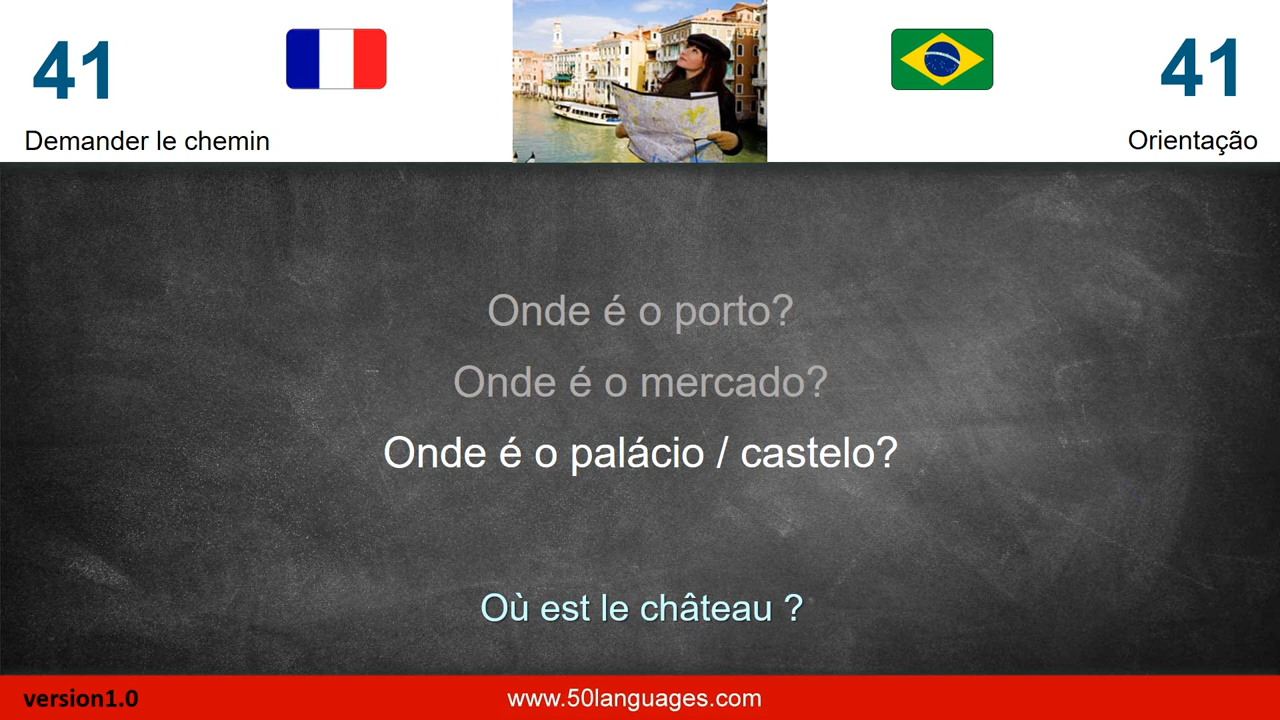 41
41
Demander le chemin
Orientação
Onde é o porto?
Onde é o mercado?
Onde é o palácio / castelo?
Où est le château ?
version1.0
www.50languages.com